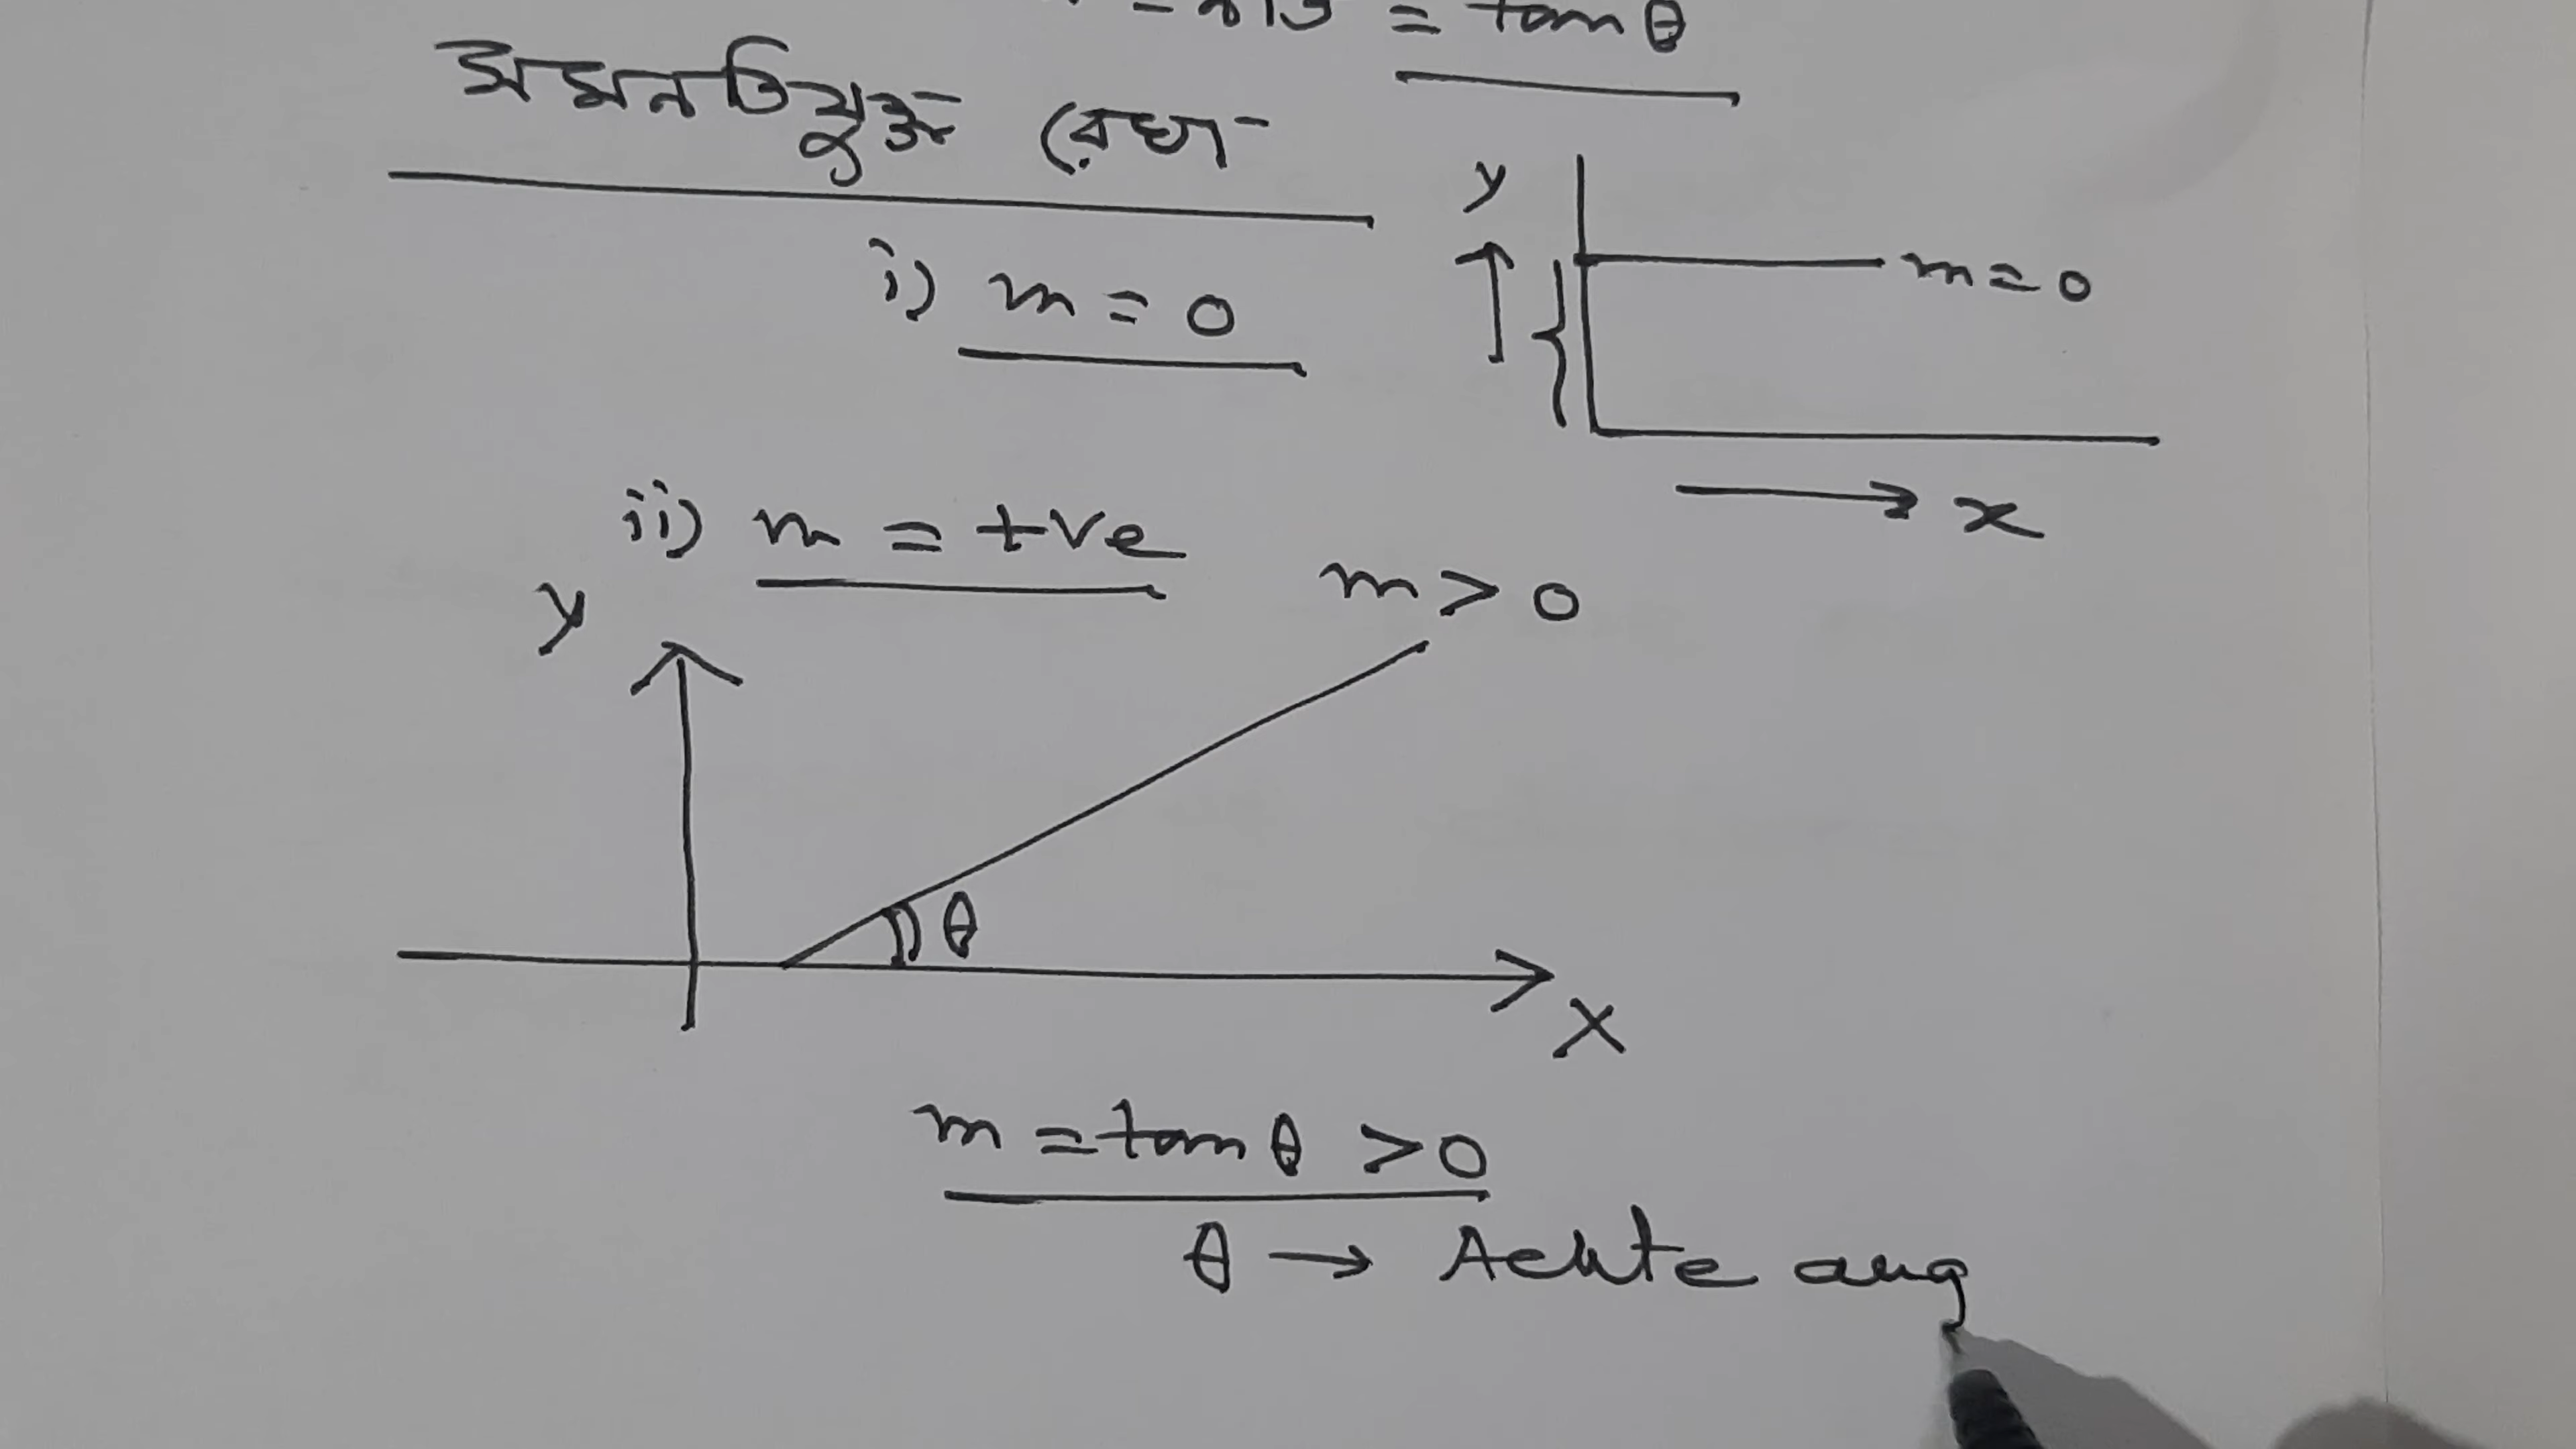 = tan θ
সমনতিযুক্ত রেখা
y
i) m = 0
m = 0
x
ii) m = +ve
m > 0
y
θ
X
m = tan θ > 0
θ → Acute ang